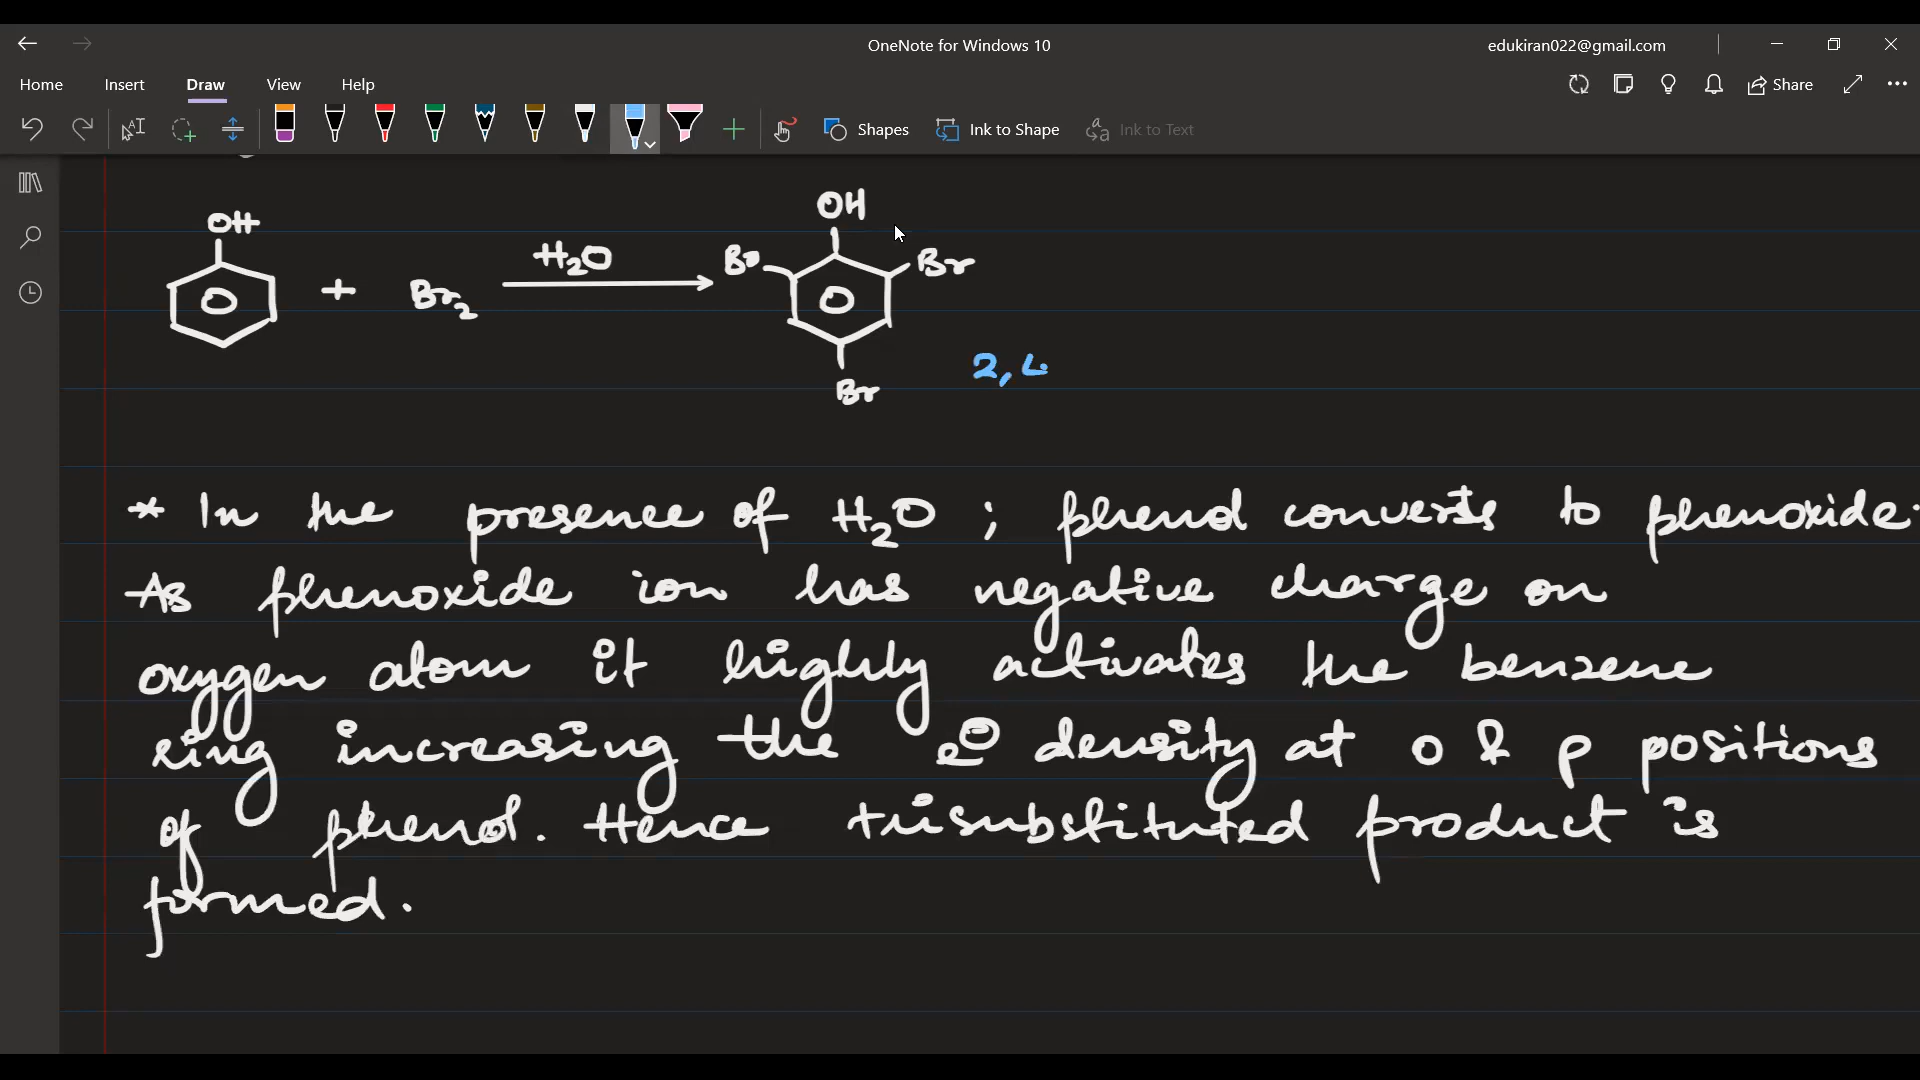 OneNote for Windows 10
edukiran022@gmail.com
Home Insert Draw View Help
Share
Shapes Ink to Shape Ink to Text
OH
OH
H2O
Br
Br
+ Br2
2, 4
Br
* In the presence of H2O ; phenol converts to phenoxide.
As phenoxide ion has negative charge on
oxygen atom it highly activates the benzene
ring increasing the e⊖ density at o & p positions
of phenol. Hence trisubstituted product is
formed.